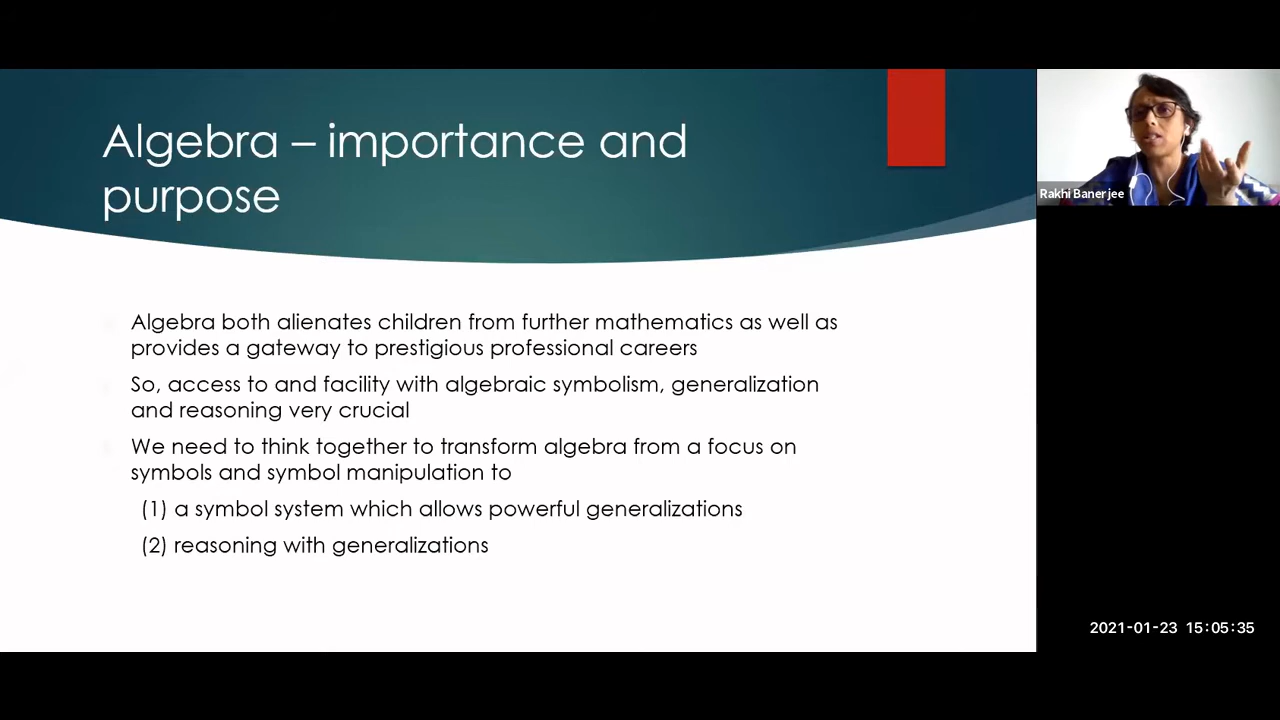 Algebra – importance and
purpose
Algebra both alienates children from further mathematics as well as
provides a gateway to prestigious professional careers
So, access to and facility with algebraic symbolism, generalization
and reasoning very crucial
We need to think together to transform algebra from a focus on
symbols and symbol manipulation to
(1) a symbol system which allows powerful generalizations
(2) reasoning with generalizations
Rakhi Banerjee
2021-01-23 15:05:35